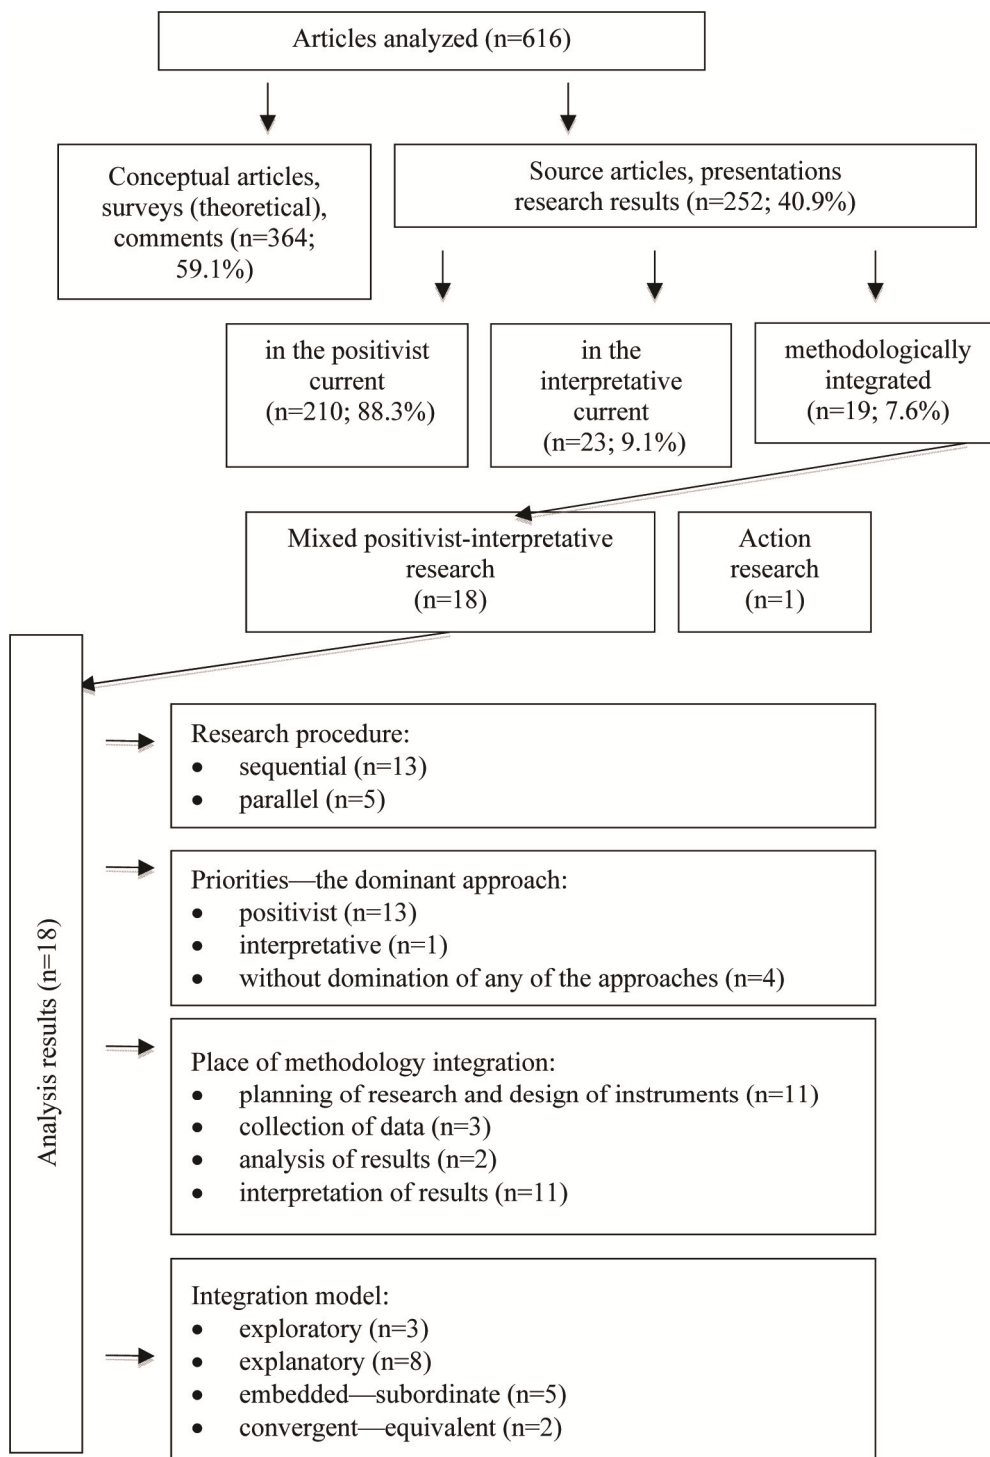 Articles analyzed (n=616)
Conceptual articles,
surveys (theoretical),
comments (n=364;
59.1%)
Source articles, presentations
research results (n=252; 40.9%)
in the positivist
current
(n=210; 88.3%)
in the
interpretative
current
(n=23; 9.1%)
methodologically
integrated
(n=19; 7.6%)
Mixed positivist-interpretative
research
(n=18)
Action
research
(n=1)
Analysis results (n=18)
Research procedure:
• sequential (n=13)
• parallel (n=5)
Priorities—the dominant approach:
• positivist (n=13)
• interpretative (n=1)
• without domination of any of the approaches (n=4)
Place of methodology integration:
• planning of research and design of instruments (n=11)
• collection of data (n=3)
• analysis of results (n=2)
• interpretation of results (n=11)
Integration model:
• exploratory (n=3)
• explanatory (n=8)
• embedded—subordinate (n=5)
• convergent—equivalent (n=2)